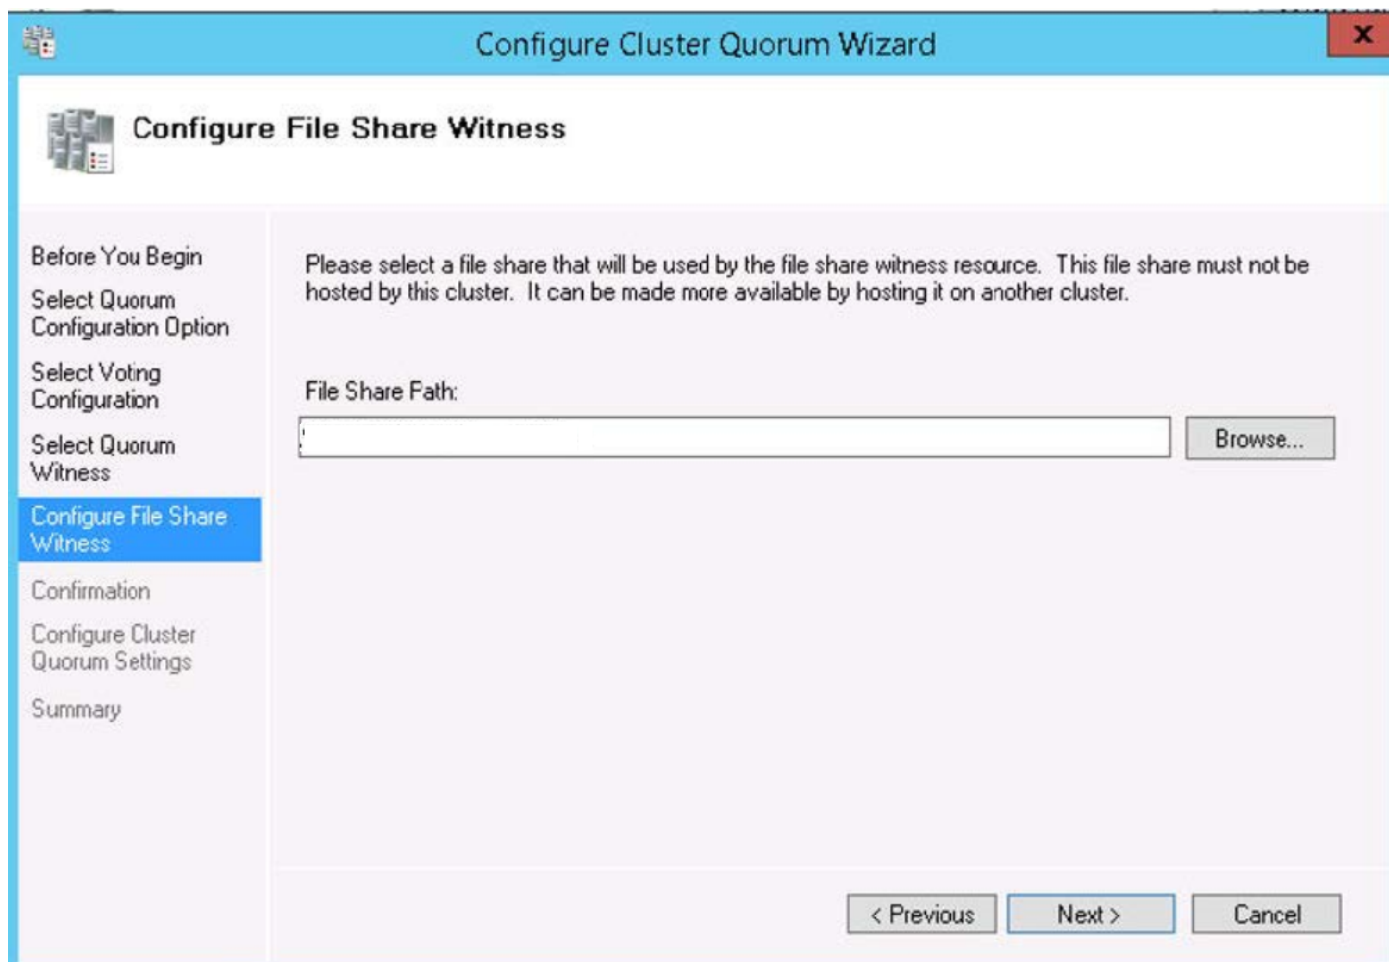 Configure Cluster Quorum Wizard
x
Configure File Share Witness
Before You Begin
Select Quorum
Configuration Option
Select Voting
Configuration
Select Quorum
Witness
Configure File Share
Witness
Confirmation
Configure Cluster
Quorum Settings
Summary
Please select a file share that will be used by the file share witness resource.  This file share must not be
hosted by this cluster.  It can be made more available by hosting it on another cluster.
File Share Path:
Browse...
< Previous
Next >
Cancel